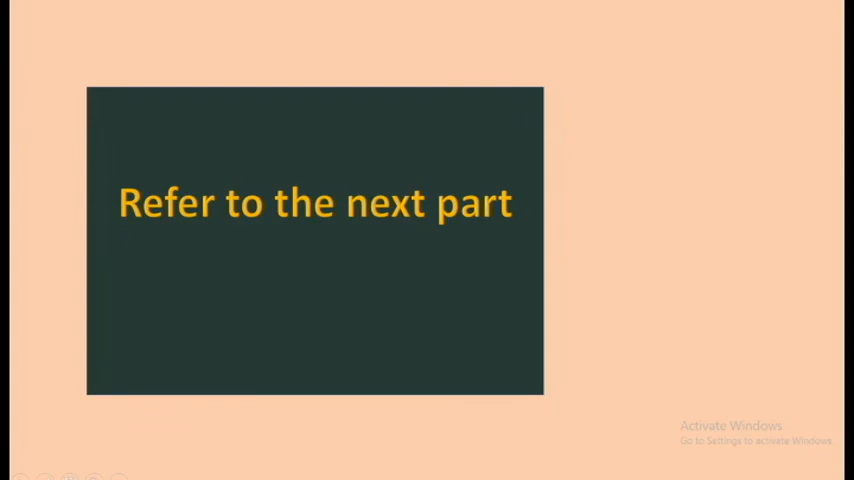 Refer to the next part
Activate Windows
Go to Settings to activate Windows